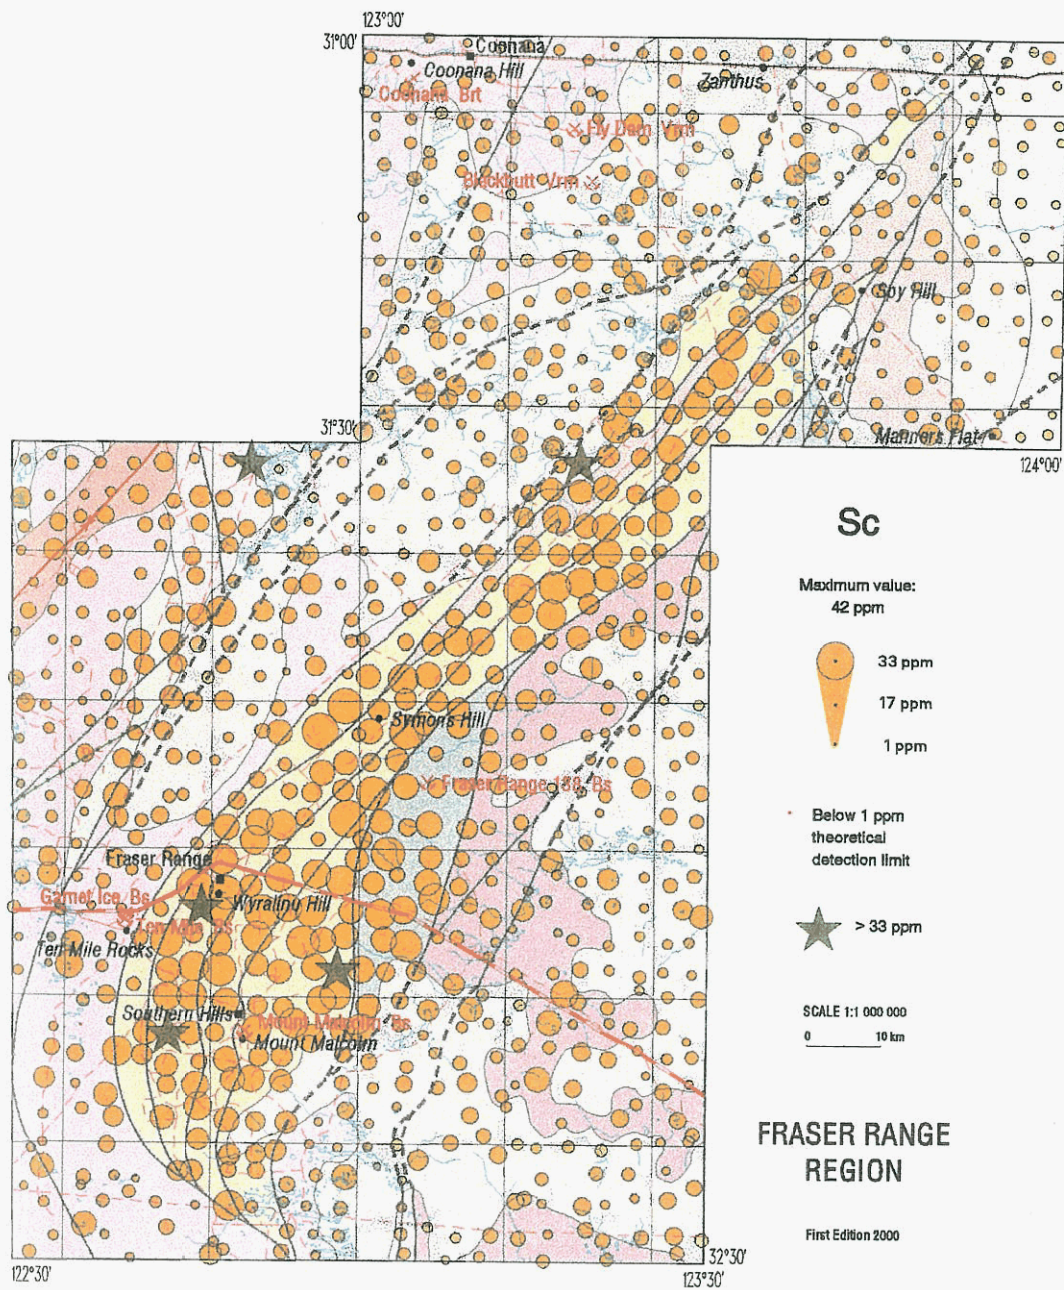 123°00'
31°00'
Coonana
Coonana Hill
Zanthus
Coonana Brt
Fly Dam Vrm
Blackbutt Vrm
Spy Hill
31°30'
Manners Flat
124°00'
Sc
Maximum value:
42 ppm
33 ppm
17 ppm
1 ppm
Symon's Hill
Fraser Range 188 Bs
Below 1 ppm
theoretical
detection limit
Fraser Range
Garnet Ice Bs
Wyralinu Hill
Ten Mile Bs
> 33 ppm
Ten Mile Rocks
Southern Hills
Mount Malcolm Bs
Mount Malcolm
SCALE 1:1 000 000
0 10 km
FRASER RANGE
REGION
First Edition 2000
32°30'
122°30'
123°30'